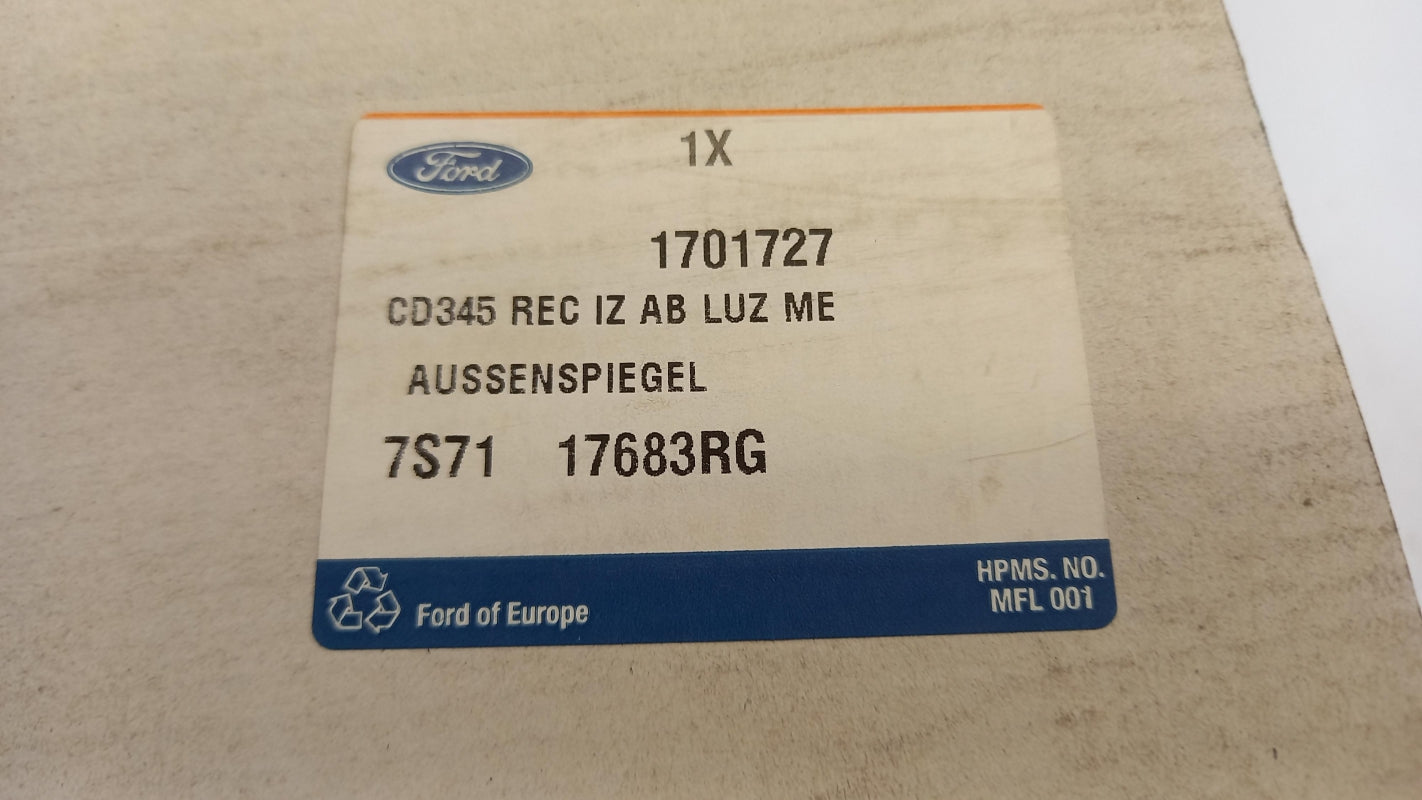 Ford
1X
1701727
CD345 REC IZ AB LUZ ME
AUSSENSPIEGEL
7S71 17683RG
Ford of Europe
HPMS. NO.
MFL 001